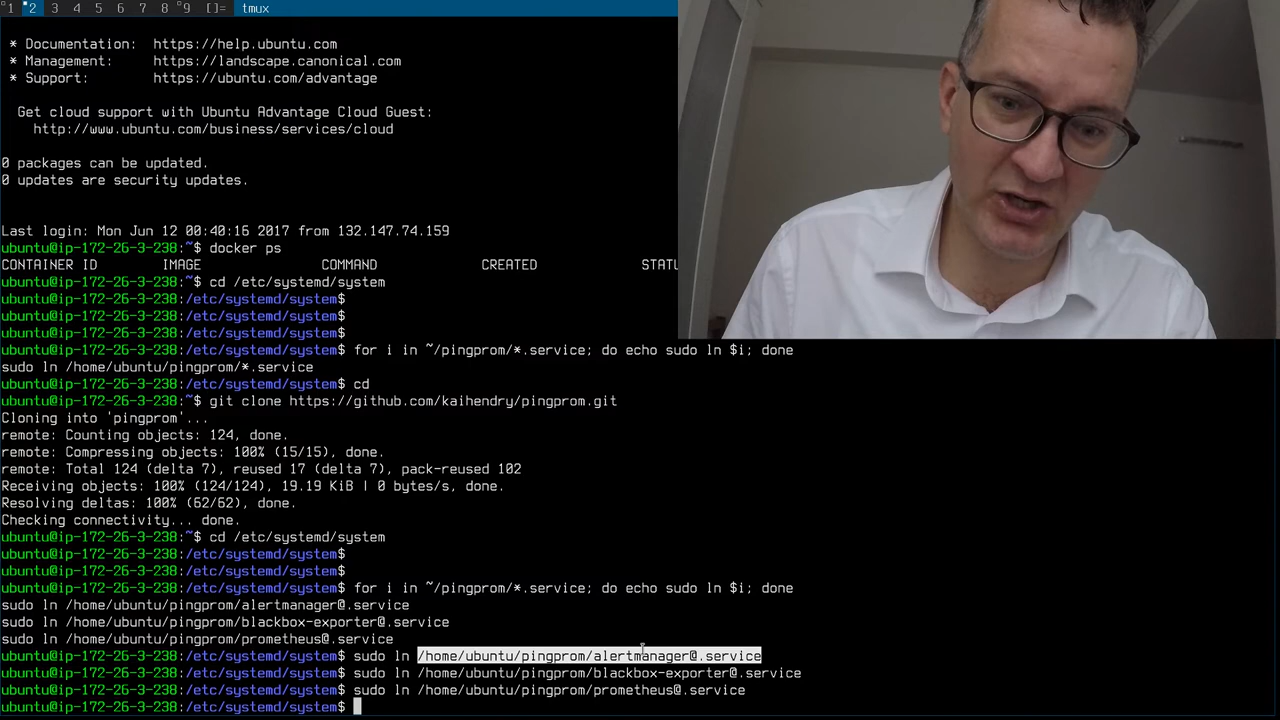 1 2 3 4 5 6 7 8 9 []= tmux
* Documentation: https://help.ubuntu.com
* Management: https://landscape.canonical.com
* Support: https://ubuntu.com/advantage
Get cloud support with Ubuntu Advantage Cloud Guest:
http://www.ubuntu.com/business/services/cloud
0 packages can be updated.
0 updates are security updates.
Last login: Mon Jun 12 00:40:16 2017 from 132.147.74.159
ubuntu@ip-172-26-3-238:~$ docker ps
CONTAINER ID IMAGE COMMAND CREATED STATU
ubuntu@ip-172-26-3-238:~$ cd /etc/systemd/system
ubuntu@ip-172-26-3-238:/etc/systemd/system$
ubuntu@ip-172-26-3-238:/etc/systemd/system$
ubuntu@ip-172-26-3-238:/etc/systemd/system$
ubuntu@ip-172-26-3-238:/etc/systemd/system$ for i in ~/pingprom/*.service; do echo sudo ln $i; done
sudo ln /home/ubuntu/pingprom/*.service
ubuntu@ip-172-26-3-238:/etc/systemd/system$ cd
ubuntu@ip-172-26-3-238:~$ git clone https://github.com/kaihendry/pingprom.git
Cloning into 'pingprom'...
remote: Counting objects: 124, done.
remote: Compressing objects: 100% (15/15), done.
remote: Total 124 (delta 7), reused 17 (delta 7), pack-reused 102
Receiving objects: 100% (124/124), 19.19 KiB | 0 bytes/s, done.
Resolving deltas: 100% (62/62), done.
Checking connectivity... done.
ubuntu@ip-172-26-3-238:~$ cd /etc/systemd/system
ubuntu@ip-172-26-3-238:/etc/systemd/system$
ubuntu@ip-172-26-3-238:/etc/systemd/system$
ubuntu@ip-172-26-3-238:/etc/systemd/system$ for i in ~/pingprom/*.service; do echo sudo ln $i; done
sudo ln /home/ubuntu/pingprom/alertmanager@.service
sudo ln /home/ubuntu/pingprom/blackbox-exporter@.service
sudo ln /home/ubuntu/pingprom/prometheus@.service
ubuntu@ip-172-26-3-238:/etc/systemd/system$ sudo ln /home/ubuntu/pingprom/alertmanager@.service
ubuntu@ip-172-26-3-238:/etc/systemd/system$ sudo ln /home/ubuntu/pingprom/blackbox-exporter@.service
ubuntu@ip-172-26-3-238:/etc/systemd/system$ sudo ln /home/ubuntu/pingprom/prometheus@.service
ubuntu@ip-172-26-3-238:/etc/systemd/system$